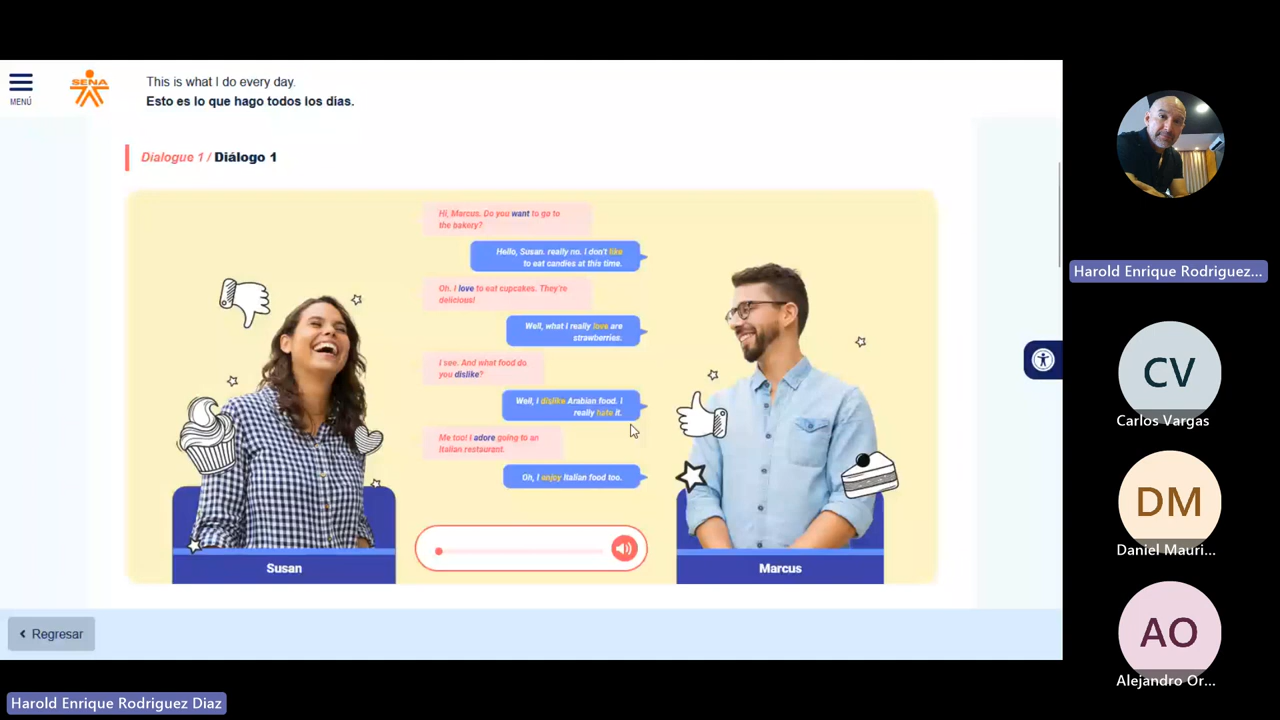 MENÚ
SENA
This is what I do every day.
Esto es lo que hago todos los dias.
Dialogue 1 / Diálogo 1
Hi, Marcus. Do you want to go to
the bakery?
Hello, Susan. really no. I don't like
to eat candies at this time.
Oh. I love to eat cupcakes. They're
delicious!
Well, what I really love are
strawberries.
I see. And what food do
you dislike?
Well, I dislike Arabian food. I
really hate it.
Me too! I adore going to an
Italian restaurant.
Oh, I enjoy Italian food too.
Susan
Marcus
Regresar
Harold Enrique Rodriguez Diaz
Harold Enrique Rodriguez...
CV
Carlos Vargas
DM
Daniel Mauri...
AO
Alejandro Or...